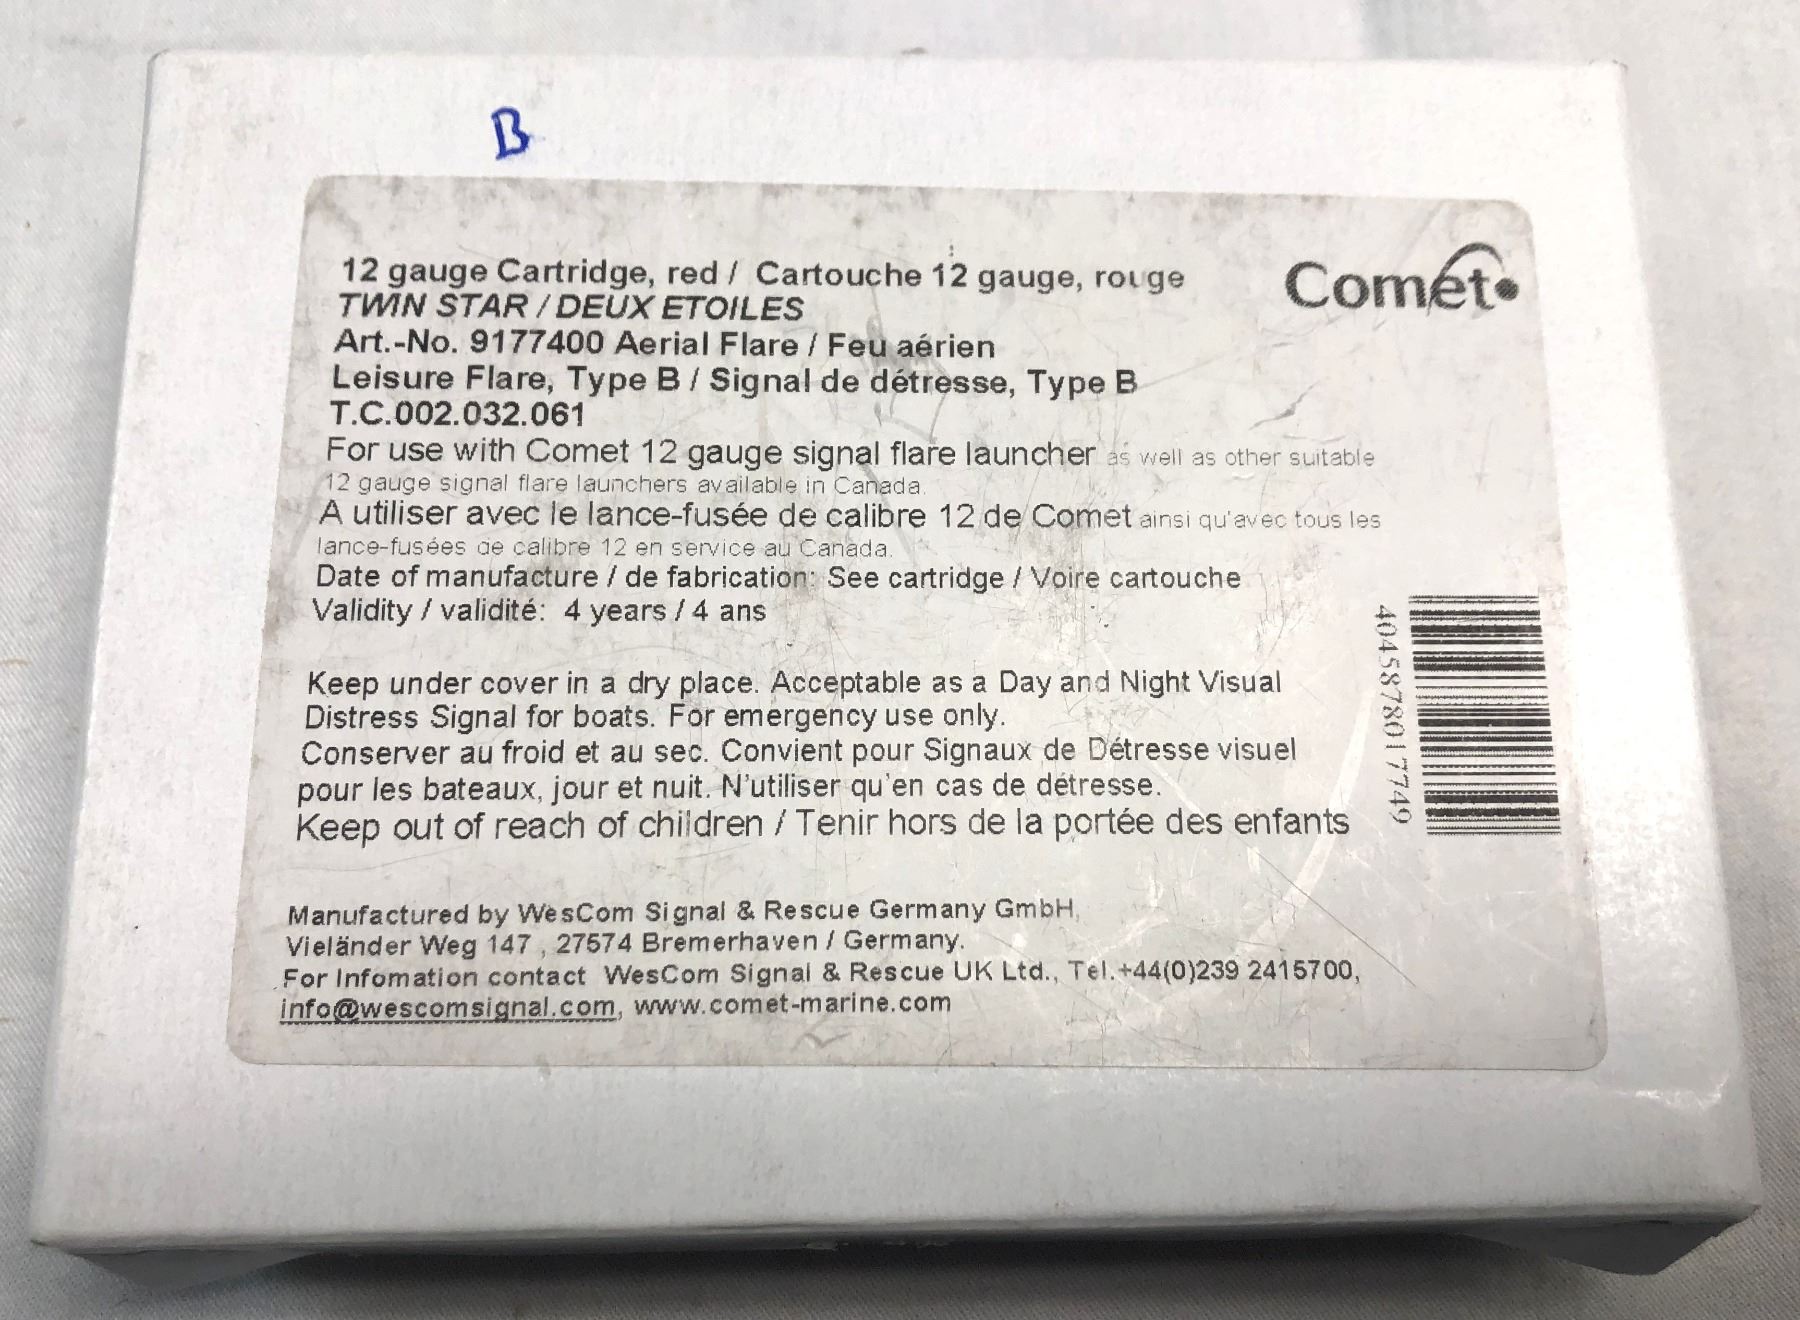 B
12 gauge Cartridge, red / Cartouche 12 gauge, rouge
Comet
TWIN STAR / DEUX ETOILES
Art.-No. 9177400 Aerial Flare / Feu aérien
Leisure Flare, Type B / Signal de détresse, Type B
T.C.002.032.061
For use with Comet 12 gauge signal flare launcher as well as other suitable
12 gauge signal flare launchers available in Canada.
A utiliser avec le lance-fusée de calibre 12 de Comet ainsi qu'avec tous les
lance-fusées de calibre 12 en service au Canada.
Date of manufacture / de fabrication: See cartridge / Voire cartouche
Validity / validité: 4 years / 4 ans
4045878017749
Keep under cover in a dry place. Acceptable as a Day and Night Visual
Distress Signal for boats. For emergency use only.
Conserver au froid et au sec. Convient pour Signaux de Détresse visuel
pour les bateaux, jour et nuit. N'utiliser qu'en cas de détresse.
Keep out of reach of children / Tenir hors de la portée des enfants
Manufactured by WesCom Signal & Rescue Germany GmbH,
Vieländer Weg 147 , 27574 Bremerhaven / Germany.
For Infomation contact WesCom Signal & Rescue UK Ltd., Tel.+44(0)239 2415700,
info@wescomsignal.com, www.comet-marine.com